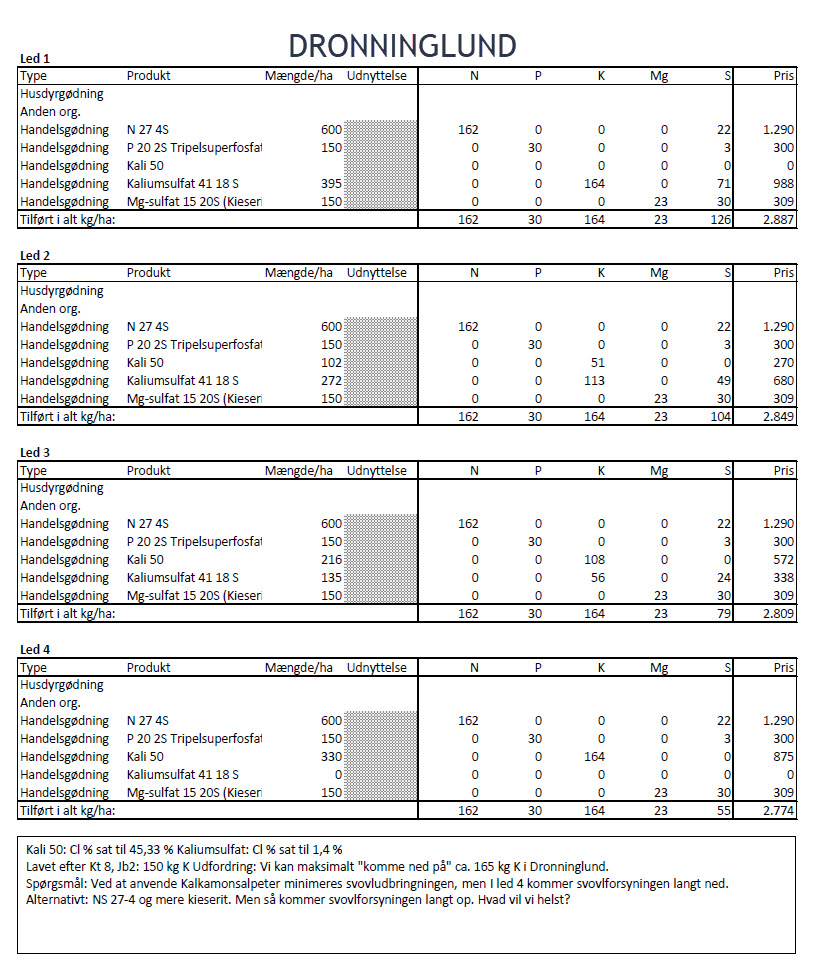 DRONNINGLUND
Led 1
Type Produkt Mængde/ha Udnyttelse N P K Mg S Pris
Husdyrgødning
Anden org.
Handelsgødning N 27 4S 600 162 0 0 0 22 1.290
Handelsgødning P 20 2S Tripelsuperfosfat 150 0 30 0 0 3 300
Handelsgødning Kali 50 0 0 0 0 0 0
Handelsgødning Kaliumsulfat 41 18 S 395 0 0 164 0 71 988
Handelsgødning Mg-sulfat 15 20S (Kieseri 150 0 0 0 23 30 309
Tilført i alt kg/ha: 162 30 164 23 126 2.887
Led 2
Type Produkt Mængde/ha Udnyttelse N P K Mg S Pris
Husdyrgødning
Anden org.
Handelsgødning N 27 4S 600 162 0 0 0 22 1.290
Handelsgødning P 20 2S Tripelsuperfosfat 150 0 30 0 0 3 300
Handelsgødning Kali 50 102 0 0 51 0 0 270
Handelsgødning Kaliumsulfat 41 18 S 272 0 0 113 0 49 680
Handelsgødning Mg-sulfat 15 20S (Kieseri 150 0 0 0 23 30 309
Tilført i alt kg/ha: 162 30 164 23 104 2.849
Led 3
Type Produkt Mængde/ha Udnyttelse N P K Mg S Pris
Husdyrgødning
Anden org.
Handelsgødning N 27 4S 600 162 0 0 0 22 1.290
Handelsgødning P 20 2S Tripelsuperfosfat 150 0 30 0 0 3 300
Handelsgødning Kali 50 216 0 0 108 0 0 572
Handelsgødning Kaliumsulfat 41 18 S 135 0 0 56 0 24 338
Handelsgødning Mg-sulfat 15 20S (Kieseri 150 0 0 0 23 30 309
Tilført i alt kg/ha: 162 30 164 23 79 2.809
Led 4
Type Produkt Mængde/ha Udnyttelse N P K Mg S Pris
Husdyrgødning
Anden org.
Handelsgødning N 27 4S 600 162 0 0 0 22 1.290
Handelsgødning P 20 2S Tripelsuperfosfat 150 0 30 0 0 3 300
Handelsgødning Kali 50 330 0 0 164 0 0 875
Handelsgødning Kaliumsulfat 41 18 S 0 0 0 0 0 0 0
Handelsgødning Mg-sulfat 15 20S (Kieseri 150 0 0 0 23 30 309
Tilført i alt kg/ha: 162 30 164 23 55 2.774
Kali 50: Cl % sat til 45,33 % Kaliumsulfat: Cl % sat til 1,4 %
Lavet efter Kt 8, Jb2: 150 kg K Udfordring: Vi kan maksimalt "komme ned på" ca. 165 kg K i Dronninglund.
Spørgsmål: Ved at anvende Kalkamonsalpeter minimeres svovludbringningen, men I led 4 kommer svovlforsyningen langt ned.
Alternativt: NS 27-4 og mere kieserit. Men så kommer svovlforsyningen langt op. Hvad vil vi helst?